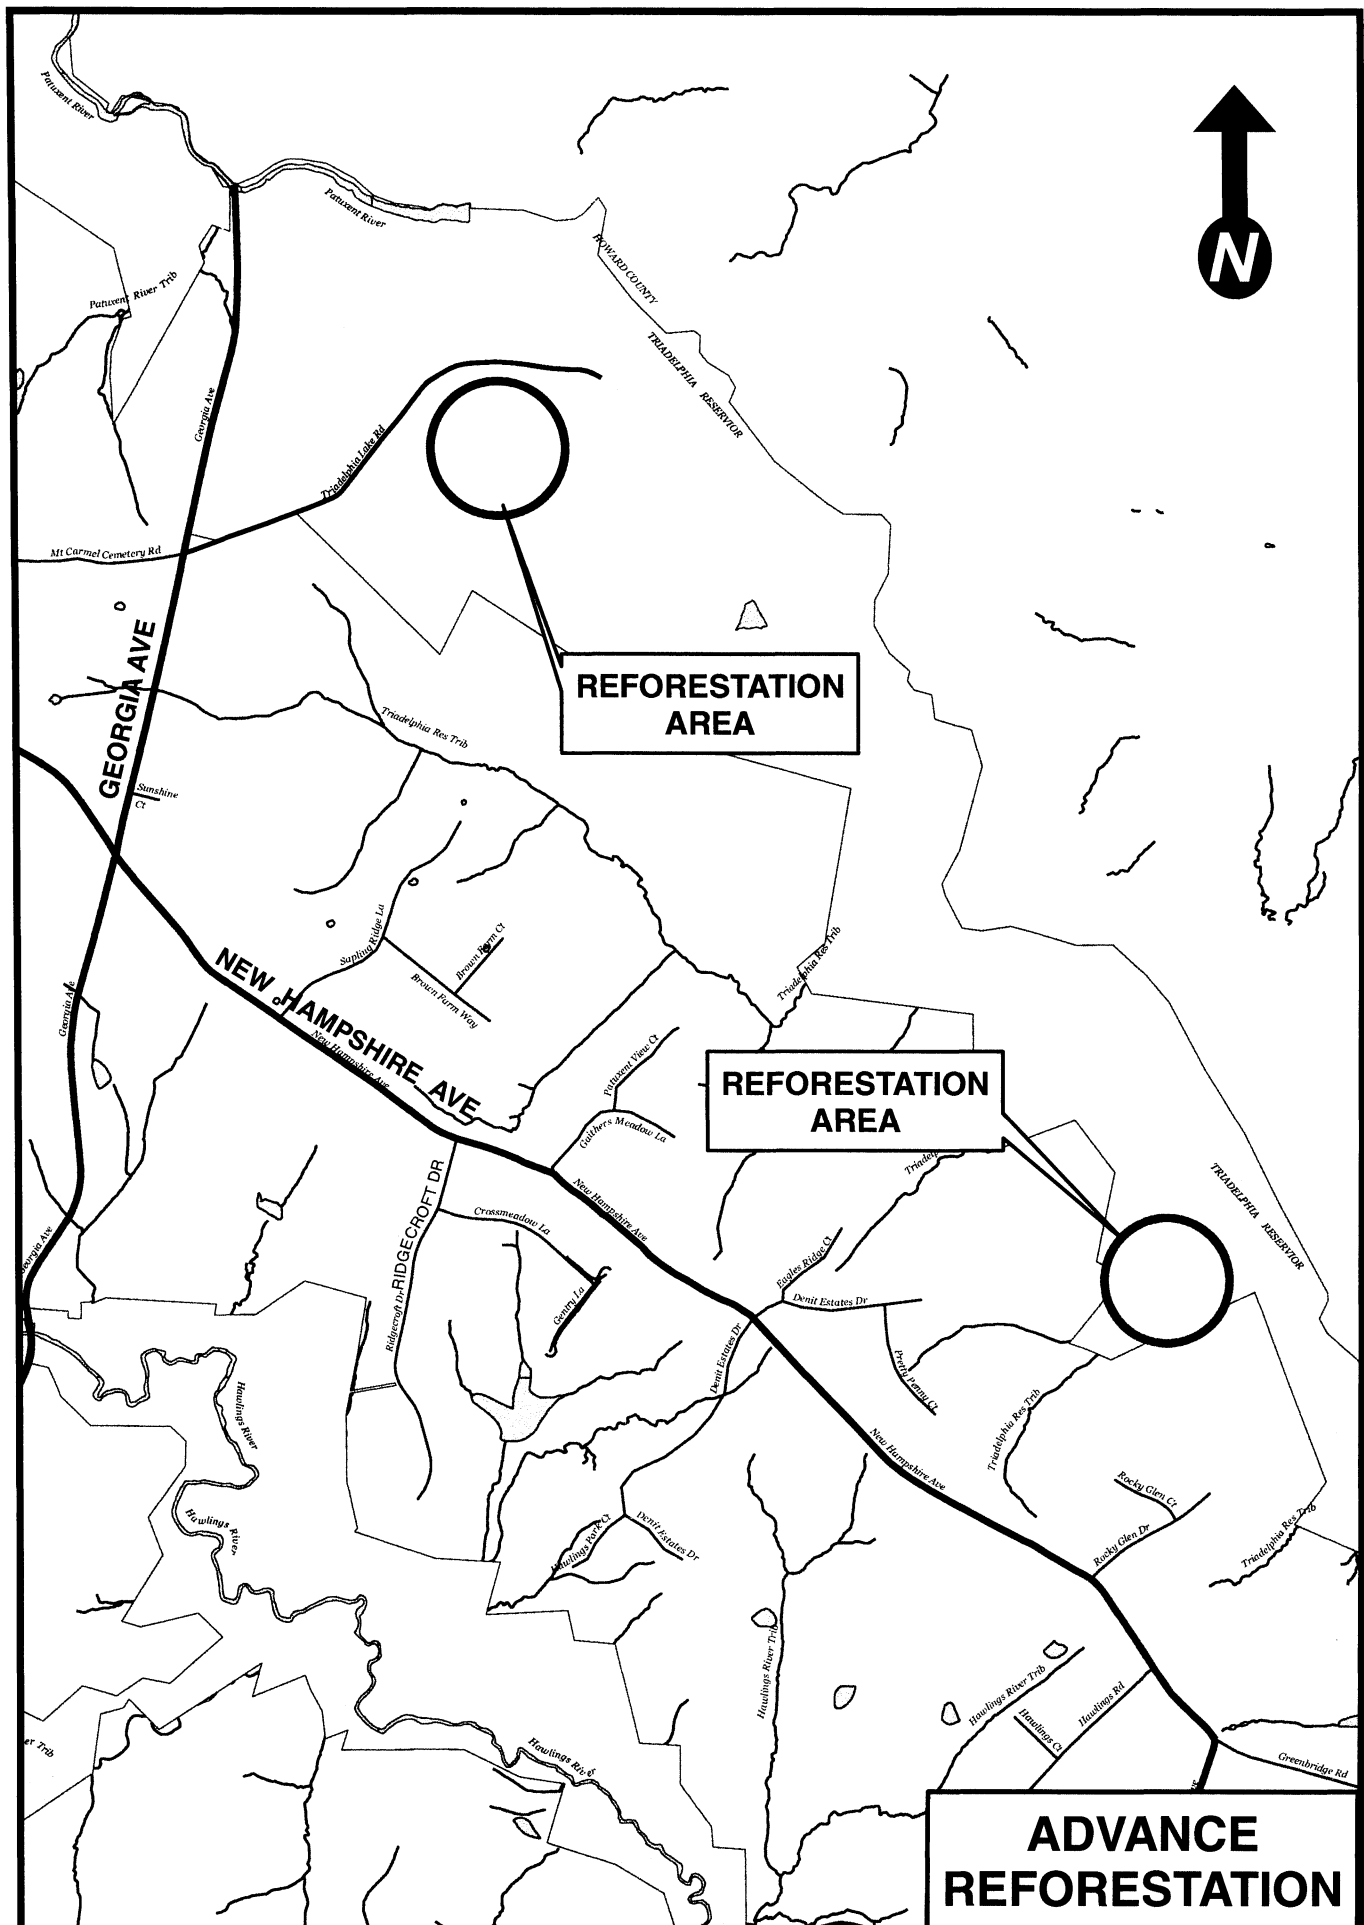 Patuxent River
N
Patuxent River
HOWARD COUNTY
Patuxent River Trib
TRIADELPHIA RESERVIOR
Georgia Ave
Triadelphia Lake Rd
Mt Carmel Cemetery Rd
GEORGIA AVE
REFORESTATION
AREA
Triadelphia Res Trib
Sunshine
Ct
Sapling Ridge La
Brown Farm Ct
Brown Farm Way
Triadelphia Res Trib
Georgia Ave
NEW HAMPSHIRE AVE
New Hampshire Ave
Patuxent View Ct
Gaithers Meadow La
REFORESTATION
AREA
Triadelp
TRIADELPHIA RESERVIOR
RIDGECROFT DR
Crossmeadow La
New Hampshire Ave
Georgia Ave
Eagles Ridge Ct
Denit Estates Dr
Gentry La
Ridgecroft Dr
Denit Estates Dr
Pretty Penny Ct
Hawlings River
Triadelphia Res Trib
New Hampshire Ave
Rocky Glen Ct
Hawlings River
Hawlings Park Ct
Denit Estates Dr
Rocky Glen Dr
Triadelphia Res Trib
Hawlings River Trib
Hawlings River Trib
Hawlings Rd
Hawlings Ct
er Trib
Hawlings River
Greenbridge Rd
ve
ADVANCE
REFORESTATION